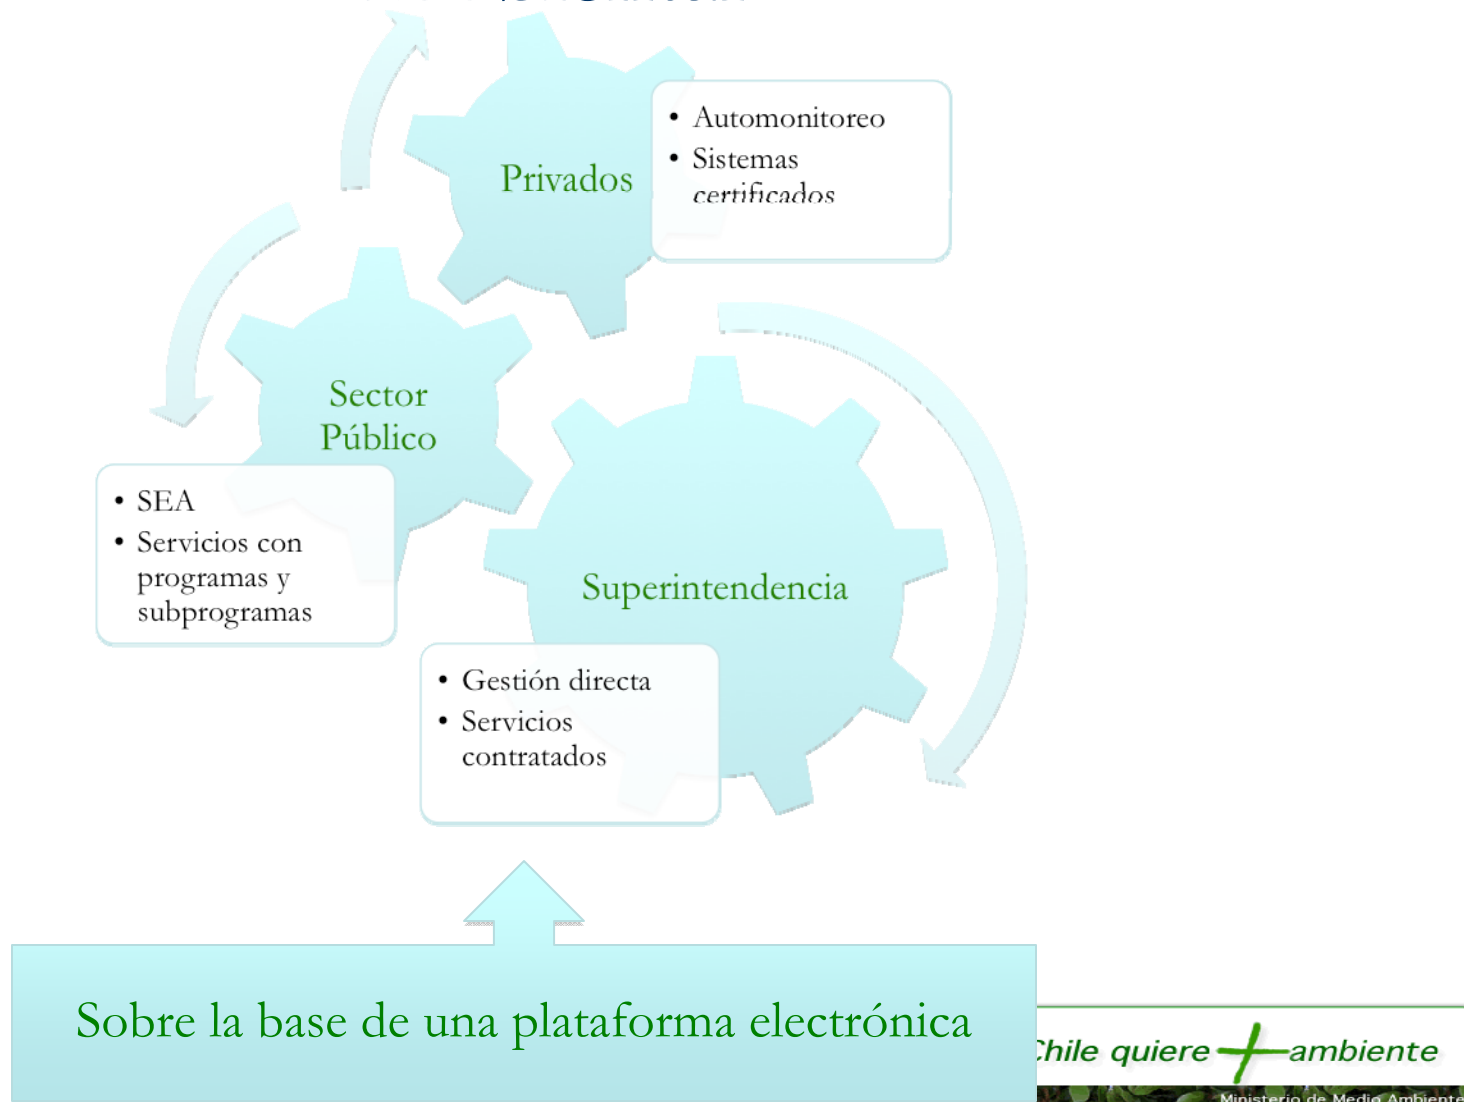 • Automonitoreo
• Sistemas
certificados
Privados
Sector
Público
• SEA
• Servicios con
programas y
subprogramas
Superintendencia
• Gestión directa
• Servicios
contratados
Sobre la base de una plataforma electrónica
hile quiere + ambiente
Ministerio de Medio Ambiente